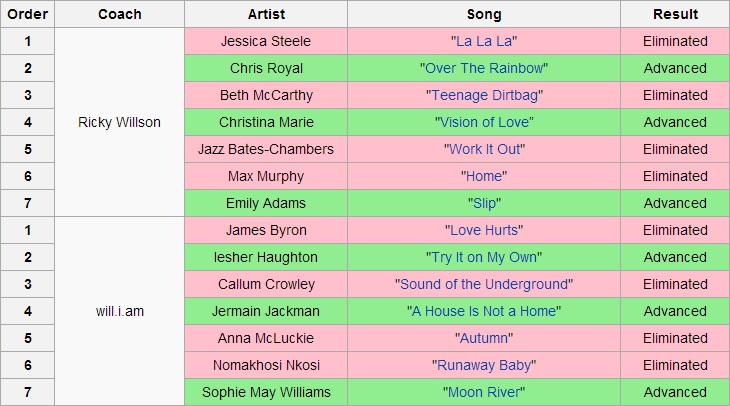 Order Coach Artist Song Result
1 Jessica Steele "La La La" Eliminated
2 Chris Royal "Over The Rainbow" Advanced
3 Beth McCarthy "Teenage Dirtbag" Eliminated
4 Ricky Willson Christina Marie "Vision of Love” Advanced
5 Jazz Bates-Chambers "Work It Out" Eliminated
6 Max Murphy "Home" Eliminated
7 Emily Adams "Slip" Advanced
1 James Byron "Love Hurts" Eliminated
2 Iesher Haughton "Try It on My Own" Advanced
3 Callum Crowley "Sound of the Underground" Eliminated
4 will.i.am Jermain Jackman "A House Is Not a Home" Advanced
5 Anna McLuckie "Autumn" Eliminated
6 Nomakhosi Nkosi "Runaway Baby" Eliminated
7 Sophie May Williams "Moon River" Advanced